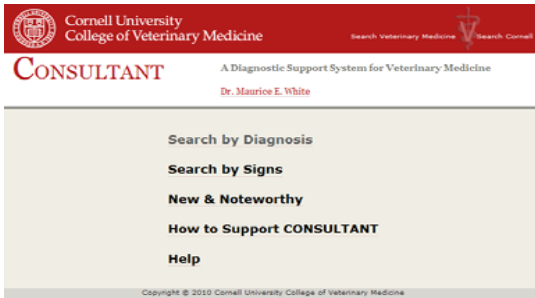 Cornell University
College of Veterinary Medicine
Search Veterinary Medicine
Search Cornell
CONSULTANT
A Diagnostic Support System for Veterinary Medicine
Dr. Maurice E. White
Search by Diagnosis
Search by Signs
New & Noteworthy
How to Support CONSULTANT
Help
Copyright © 2010 Cornell University College of Veterinary Medicine